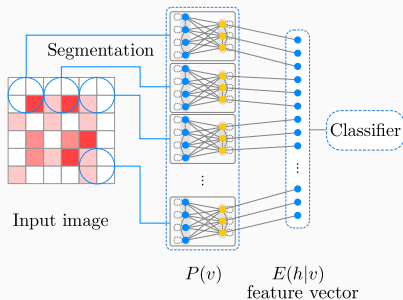 Segmentation
Classifier
Input image
P(v)
E(h|v)
feature vector